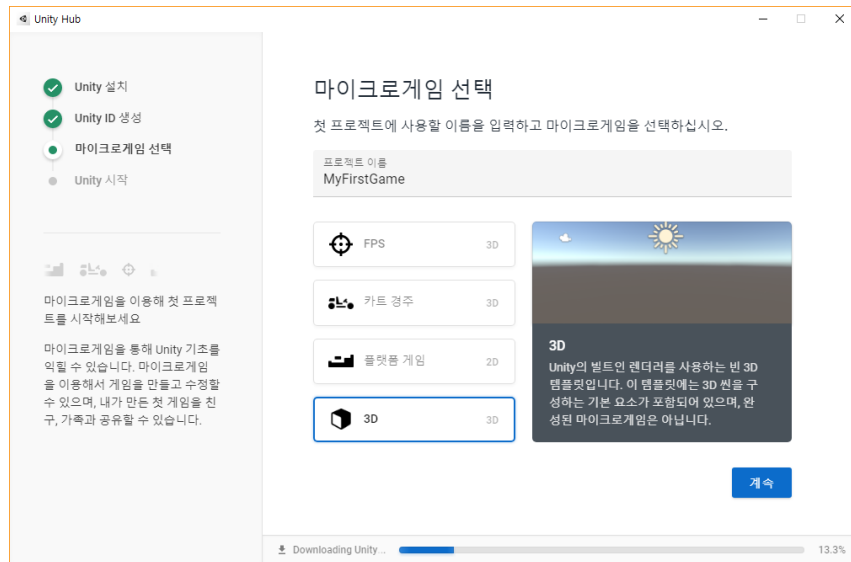 Unity Hub
Unity 설치
Unity ID 생성
마이크로게임 선택
Unity 시작
마이크로게임을 이용해 첫 프로젝
트를 시작해보세요
마이크로게임을 통해 Unity 기초를
익힐 수 있습니다. 마이크로게임
을 이용해서 게임을 만들고 수정할
수 있으며, 내가 만든 첫 게임을 친
구, 가족과 공유할 수 있습니다.
마이크로게임 선택
첫 프로젝트에 사용할 이름을 입력하고 마이크로게임을 선택하십시오.
프로젝트 이름
MyFirstGame
FPS 3D
카트 경주 3D
플랫폼 게임 2D
3D 3D
3D
Unity의 빌트인 렌더러를 사용하는 빈 3D
템플릿입니다. 이 템플릿에는 3D 씬을 구
성하는 기본 요소가 포함되어 있으며, 완
성된 마이크로게임은 아닙니다.
계속
Downloading Unity... 13.3%